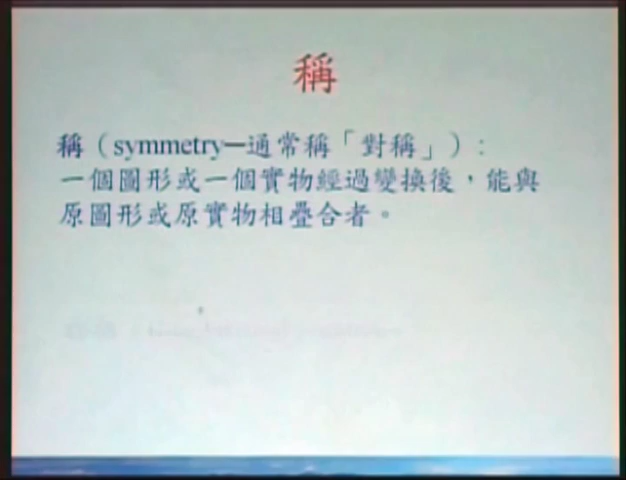 稱
稱（symmetry─通常稱「對稱」）:
一個圖形或一個實物經過變換後，能與
原圖形或原實物相疊合者。